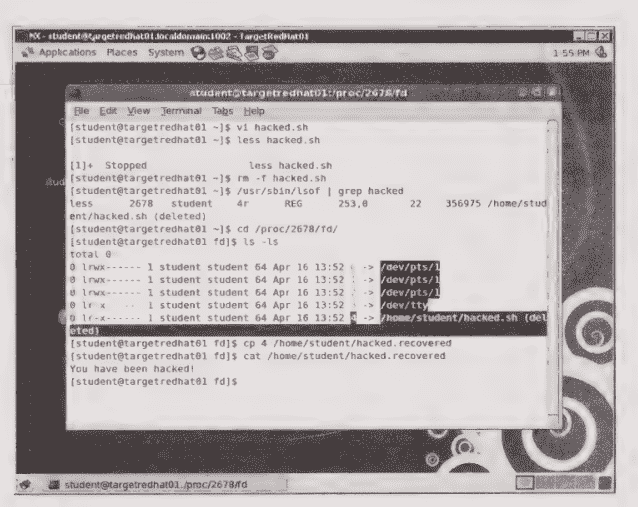 NX - student@targetredhat01.localdomain:1002 - TargetRedHat01
Applications Places System 1:55 PM
student@targetredhat01:/proc/2678/fd
File Edit View Terminal Tabs Help
[student@targetredhat01 ~]$ vi hacked.sh
[student@targetredhat01 ~]$ less hacked.sh
[1]+ Stopped less hacked.sh
[student@targetredhat01 ~]$ rm -f hacked.sh
[student@targetredhat01 ~]$ /usr/sbin/lsof | grep hacked
less 2678 student 4r REG 253,0 22 356975 /home/stud
ent/hacked.sh (deleted)
[student@targetredhat01 ~]$ cd /proc/2678/fd/
[student@targetredhat01 fd]$ ls -ls
total 0
0 lrwx------ 1 student student 64 Apr 16 13:52 -> /dev/pts/1
0 lrwx------ 1 student student 64 Apr 16 13:52 -> /dev/pts/1
0 lrwx------ 1 student student 64 Apr 16 13:52 -> /dev/pts/1
0 lr-x------ 1 student student 64 Apr 16 13:52 -> /dev/tty
0 lr-x------ 1 student student 64 Apr 16 13:52 4 -> /home/student/hacked.sh (del
eted)
[student@targetredhat01 fd]$ cp 4 /home/student/hacked.recovered
[student@targetredhat01 fd]$ cat /home/student/hacked.recovered
You have been hacked!
[student@targetredhat01 fd]$
student@targetredhat01:/proc/2678/fd